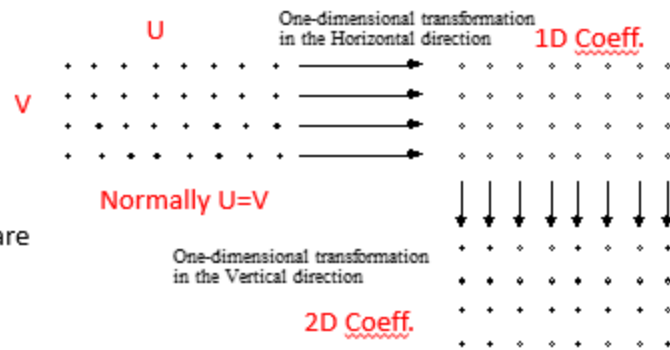 U
One-dimensional transformation
in the Horizontal direction
1D Coeff.
V
Normally U=V
are
One-dimensional transformation
in the Vertical direction
2D Coeff.